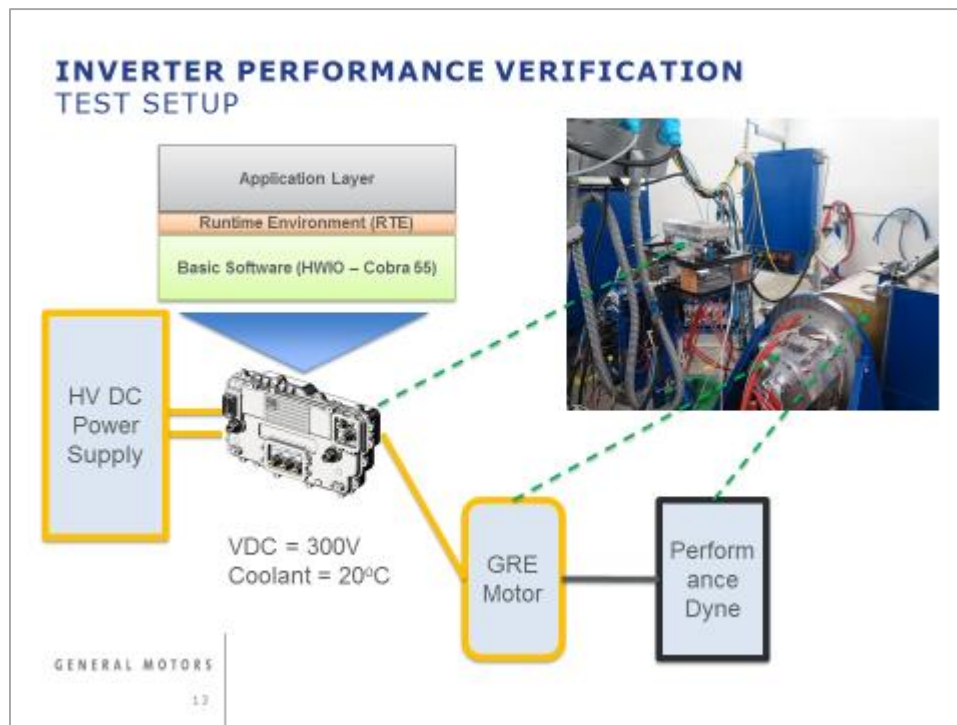 INVERTER PERFORMANCE VERIFICATION
TEST SETUP
Application Layer
Runtime Environment (RTE)
Basic Software (HWIO – Cobra 55)
HV DC
Power
Supply
VDC = 300V
Coolant = 20ºC
GRE
Motor
Perform
ance
Dyne
GENERAL MOTORS
13